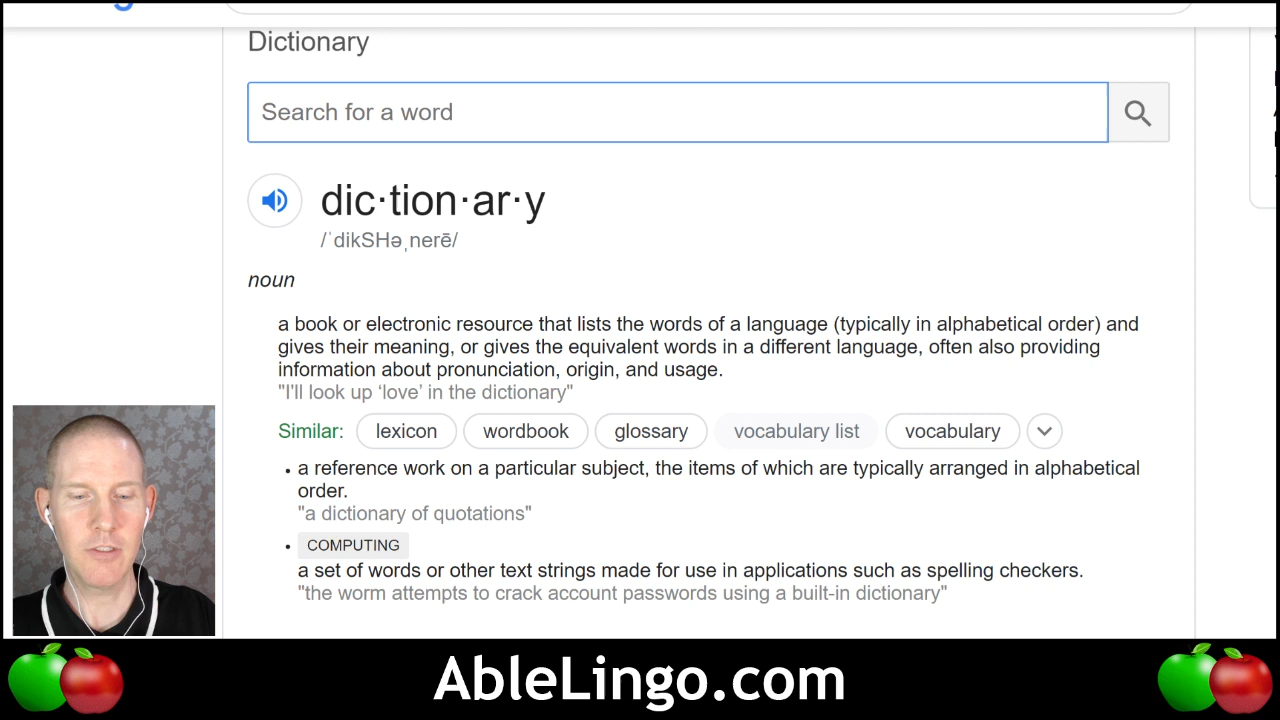 Dictionary
Search for a word
dic·tion·ar·y
/ˈdikSHəˌnerē/
noun
a book or electronic resource that lists the words of a language (typically in alphabetical order) and
gives their meaning, or gives the equivalent words in a different language, often also providing
information about pronunciation, origin, and usage.
"I'll look up ‘love’ in the dictionary"
Similar: lexicon wordbook glossary vocabulary list vocabulary
• a reference work on a particular subject, the items of which are typically arranged in alphabetical
order.
"a dictionary of quotations"
• COMPUTING
a set of words or other text strings made for use in applications such as spelling checkers.
"the worm attempts to crack account passwords using a built-in dictionary"
AbleLingo.com